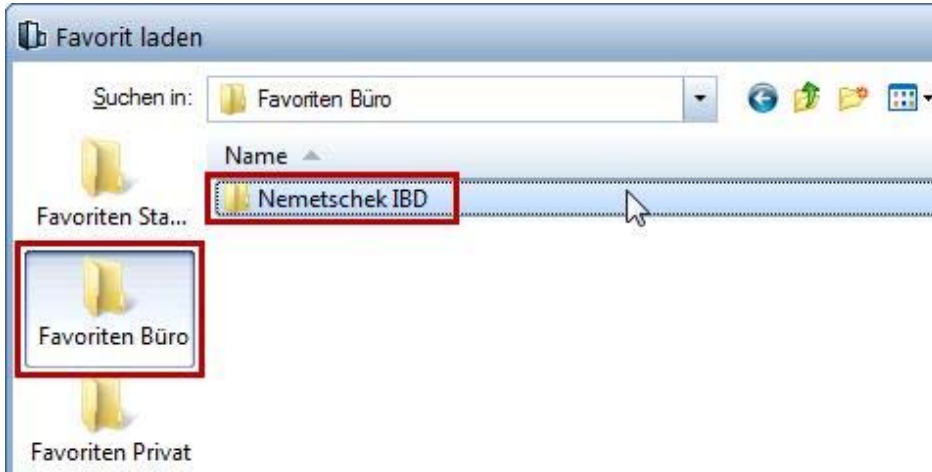 Favorit laden
Suchen in: Favoriten Büro
Name
Nemetschek IBD
Favoriten Sta...
Favoriten Büro
Favoriten Privat